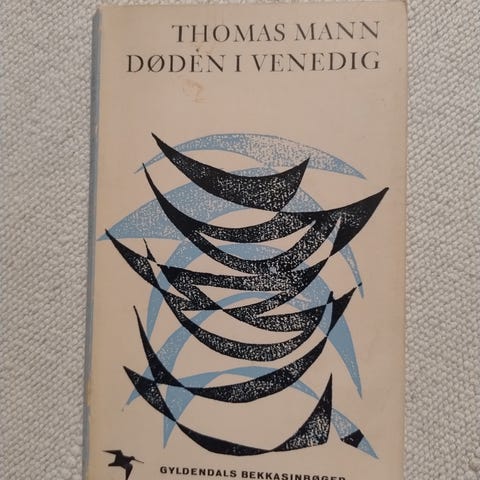 THOMAS MANN
DØDEN I VENEDIG
GYLDENDALS BEKKASINBØGER